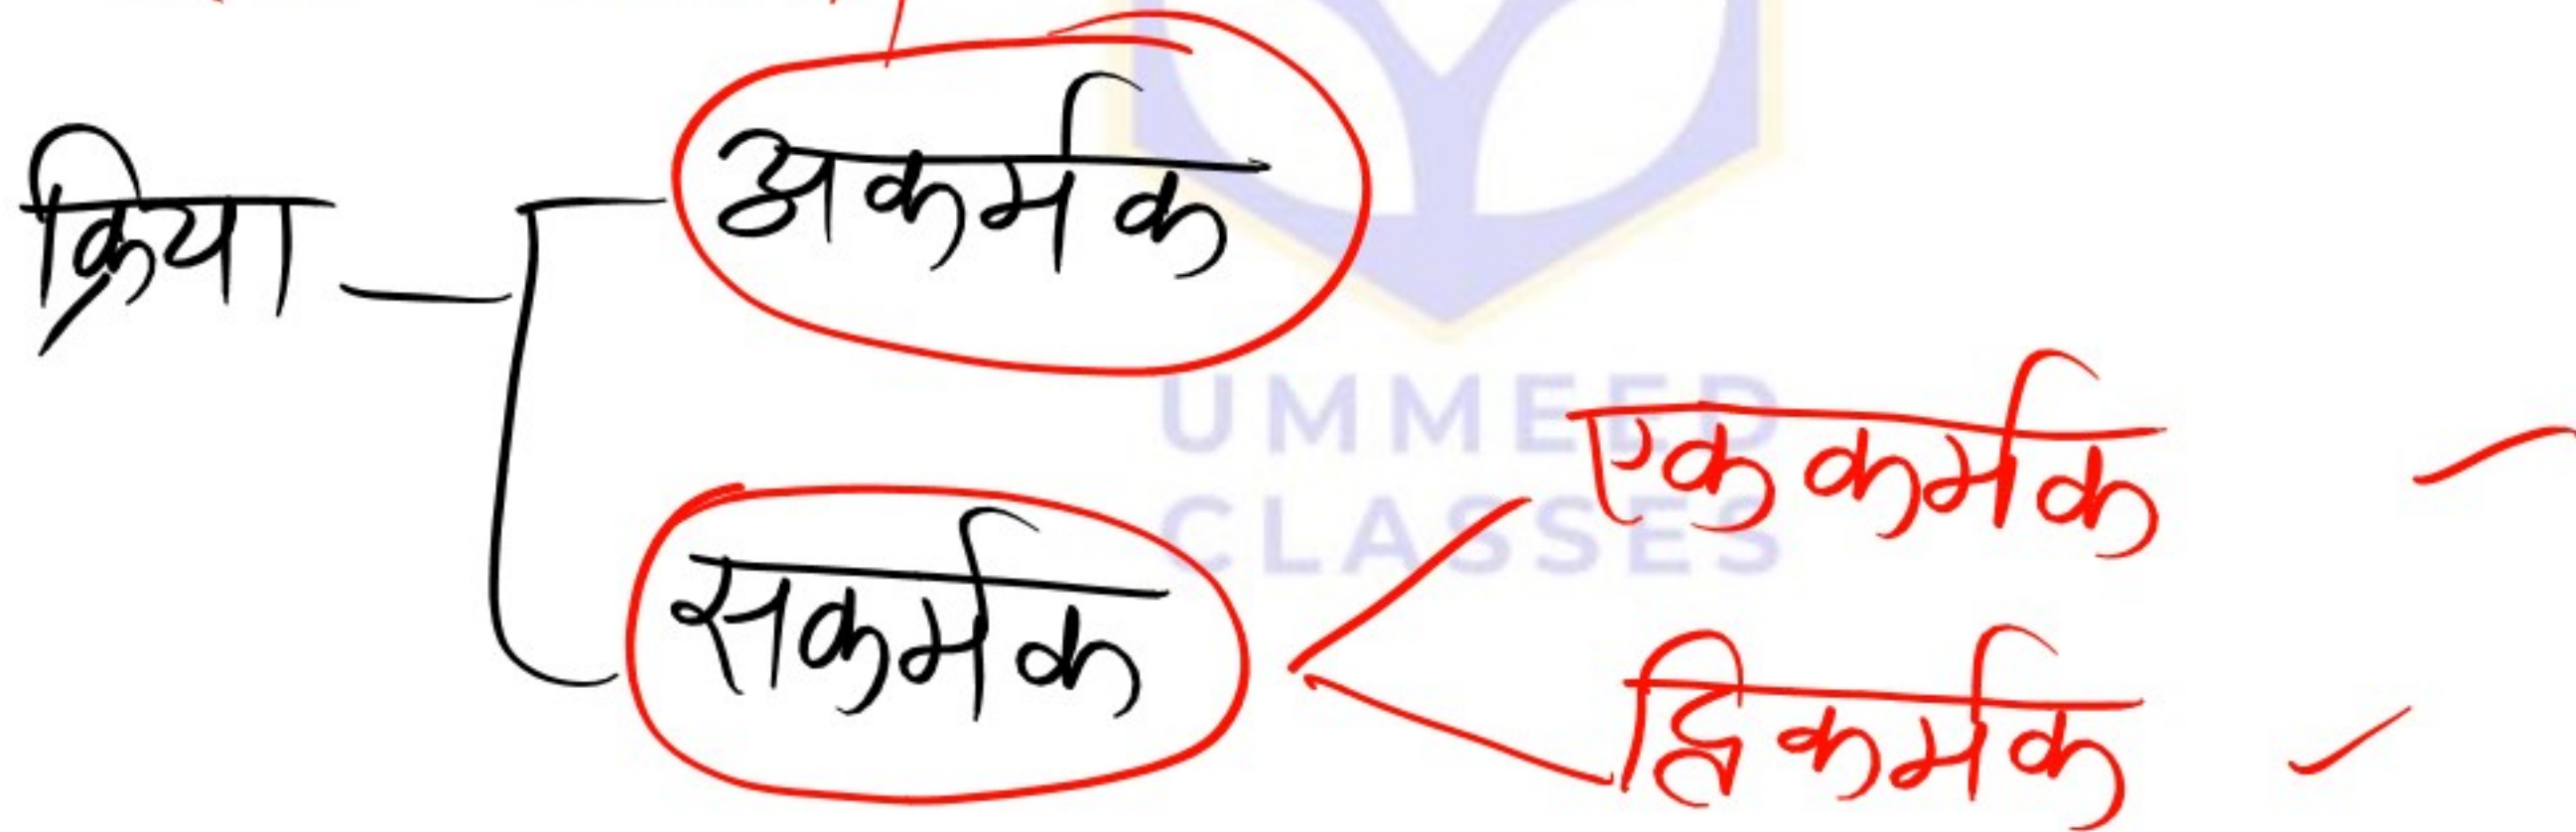 अकर्मक
क्रिया
UMMEED
एककर्मक
CLASSES
सकर्मक
द्विकर्मक